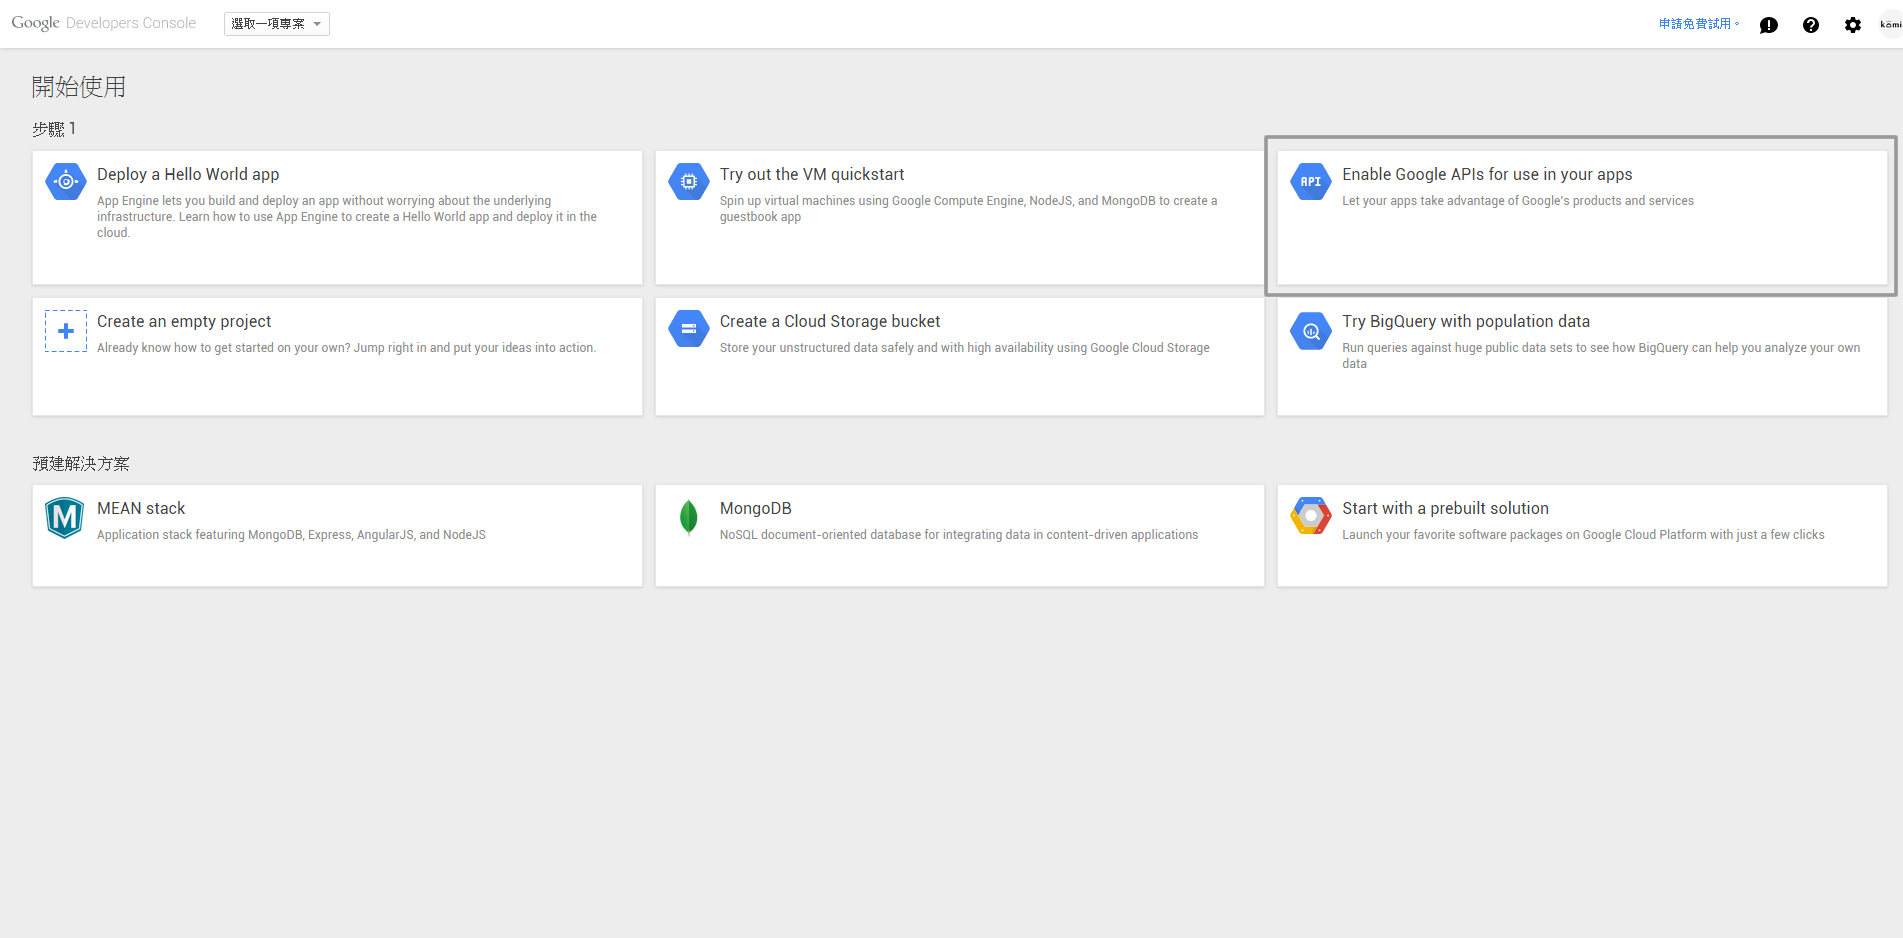 Google Developers Console
選取一項專案
申請免費試用。
kami
開始使用
步驟 1
Deploy a Hello World app
App Engine lets you build and deploy an app without worrying about the underlying
infrastructure. Learn how to use App Engine to create a Hello World app and deploy it in the
cloud.
Try out the VM quickstart
Spin up virtual machines using Google Compute Engine, NodeJS, and MongoDB to create a
guestbook app
API
Enable Google APIs for use in your apps
Let your apps take advantage of Google's products and services
Create an empty project
Already know how to get started on your own? Jump right in and put your ideas into action.
Create a Cloud Storage bucket
Store your unstructured data safely and with high availability using Google Cloud Storage
Try BigQuery with population data
Run queries against huge public data sets to see how BigQuery can help you analyze your own
data
預建解決方案
M
MEAN stack
Application stack featuring MongoDB, Express, AngularJS, and NodeJS
MongoDB
NoSQL document-oriented database for integrating data in content-driven applications
Start with a prebuilt solution
Launch your favorite software packages on Google Cloud Platform with just a few clicks